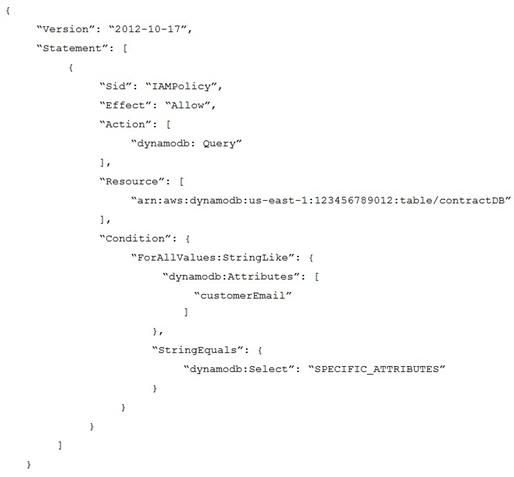 {
“Version”: “2012-10-17”,
“Statement”: [
{
“Sid”: “IAMPolicy”,
“Effect”: “Allow”,
“Action”: [
“dynamodb: Query”
],
“Resource”: [
“arn:aws:dynamodb:us-east-1:123456789012:table/contractDB”
],
“Condition”: {
“ForAllValues:StringLike”: {
“dynamodb:Attributes”: [
“customerEmail”
]
},
“StringEquals”: {
“dynamodb:Select”: “SPECIFIC_ATTRIBUTES”
}
}
}
]
}